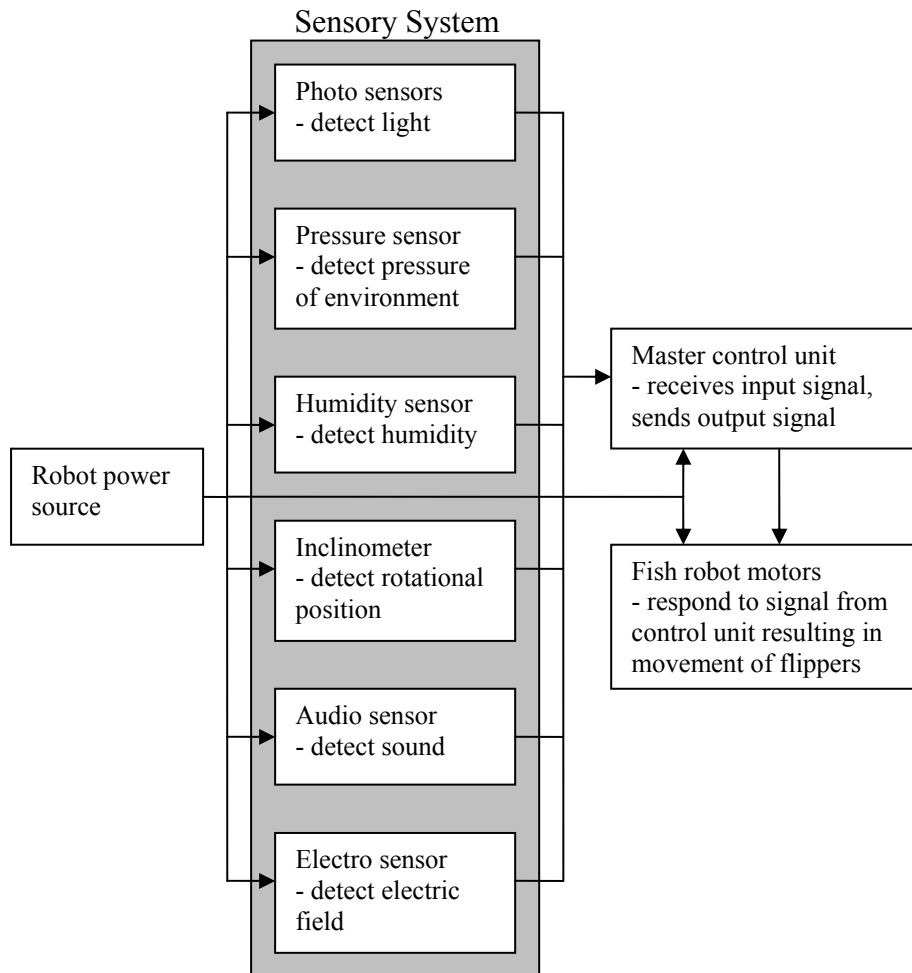 Sensory System
Photo sensors
- detect light
Pressure sensor
- detect pressure
of environment
Humidity sensor
- detect humidity
Robot power
source
Inclinometer
- detect rotational
position
Audio sensor
- detect sound
Electro sensor
- detect electric
field
Master control unit
- receives input signal,
sends output signal
Fish robot motors
- respond to signal from
control unit resulting in
movement of flippers